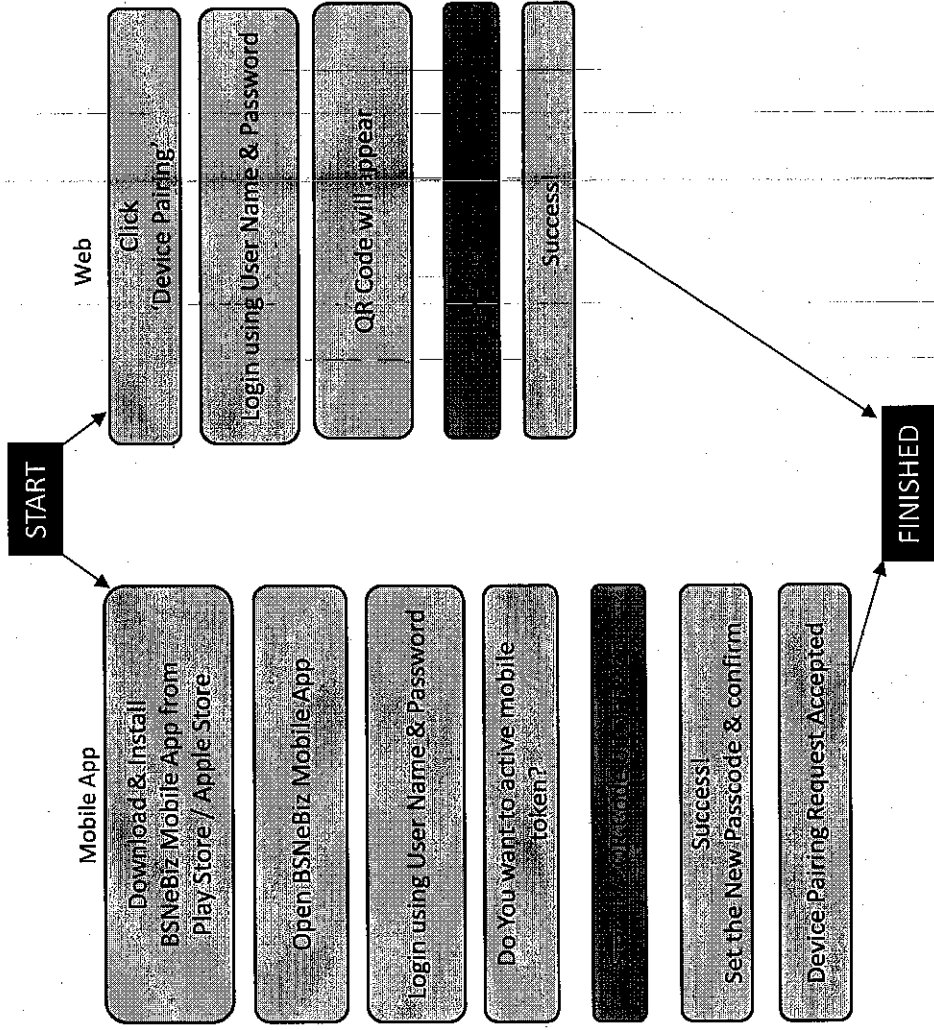 START
Mobile App
Download & Install
BSNeBiz Mobile App from
Play Store / Apple Store
Open BSNeBiz Mobile App
Login using User Name & Password
Do You want to active mobile
token?
Success!
Set the New Passcode & confirm
Device Pairing Request Accepted
Web
Click
‘Device Pairing’
Login using User Name & Password
QR Code will appear
Success!
FINISHED